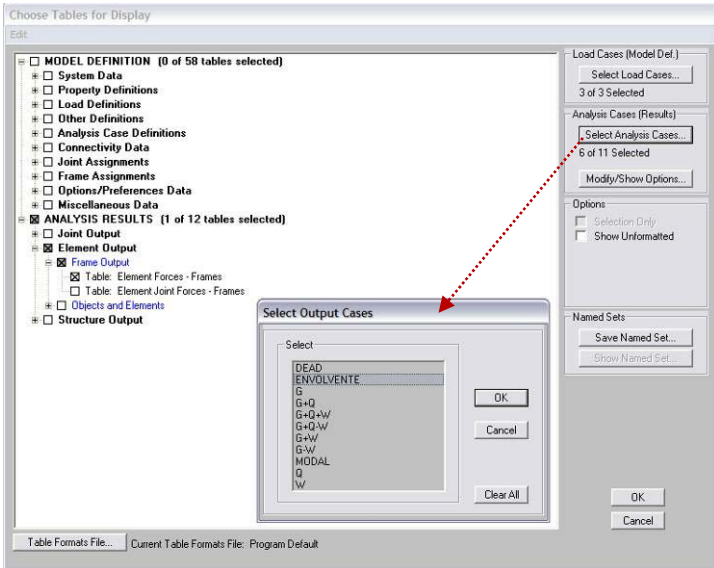 Choose Tables for Display
Edit
MODEL DEFINITION (0 of 58 tables selected)
System Data
Property Definitions
Load Definitions
Other Definitions
Analysis Case Definitions
Connectivity Data
Joint Assignments
Frame Assignments
Options/Preferences Data
Miscellaneous Data
ANALYSIS RESULTS (1 of 12 tables selected)
Joint Output
Element Output
Frame Output
Table: Element Forces - Frames
Table: Element Joint Forces - Frames
Objects and Elements
Structure Output
Load Cases (Model Def.)
Select Load Cases...
3 of 3 Selected
Analysis Cases (Results)
Select Analysis Cases...
6 of 11 Selected
Modify/Show Options...
Options
Selection Only
Show Unformatted
Named Sets
Save Named Set...
Show Named Set...
OK
Cancel
Select Output Cases
Select
DEAD
ENVOLVENTE
G
G+Q
G+Q+W
G+Q-W
G+W
G-W
MODAL
Q
W
OK
Cancel
Clear All
Table Formats File...
Current Table Formats File: Program Default